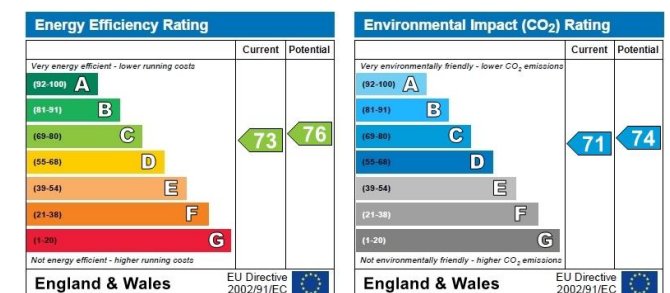 Energy Efficiency Rating
Current Potential
Very energy efficient - lower running costs
(92-100) A
(81-91) B
(69-80) C
73 76
(55-68) D
(39-54) E
(21-38) F
(1-20) G
Not energy efficient - higher running costs
England & Wales
EU Directive
2002/91/EC
Environmental Impact (CO₂) Rating
Current Potential
Very environmentally friendly - lower CO₂ emissions
(92-100) A
(81-91) B
(69-80) C
71 74
(55-68) D
(39-54) E
(21-38) F
(1-20) G
Not environmentally friendly - higher CO₂ emissions
England & Wales
EU Directive
2002/91/EC